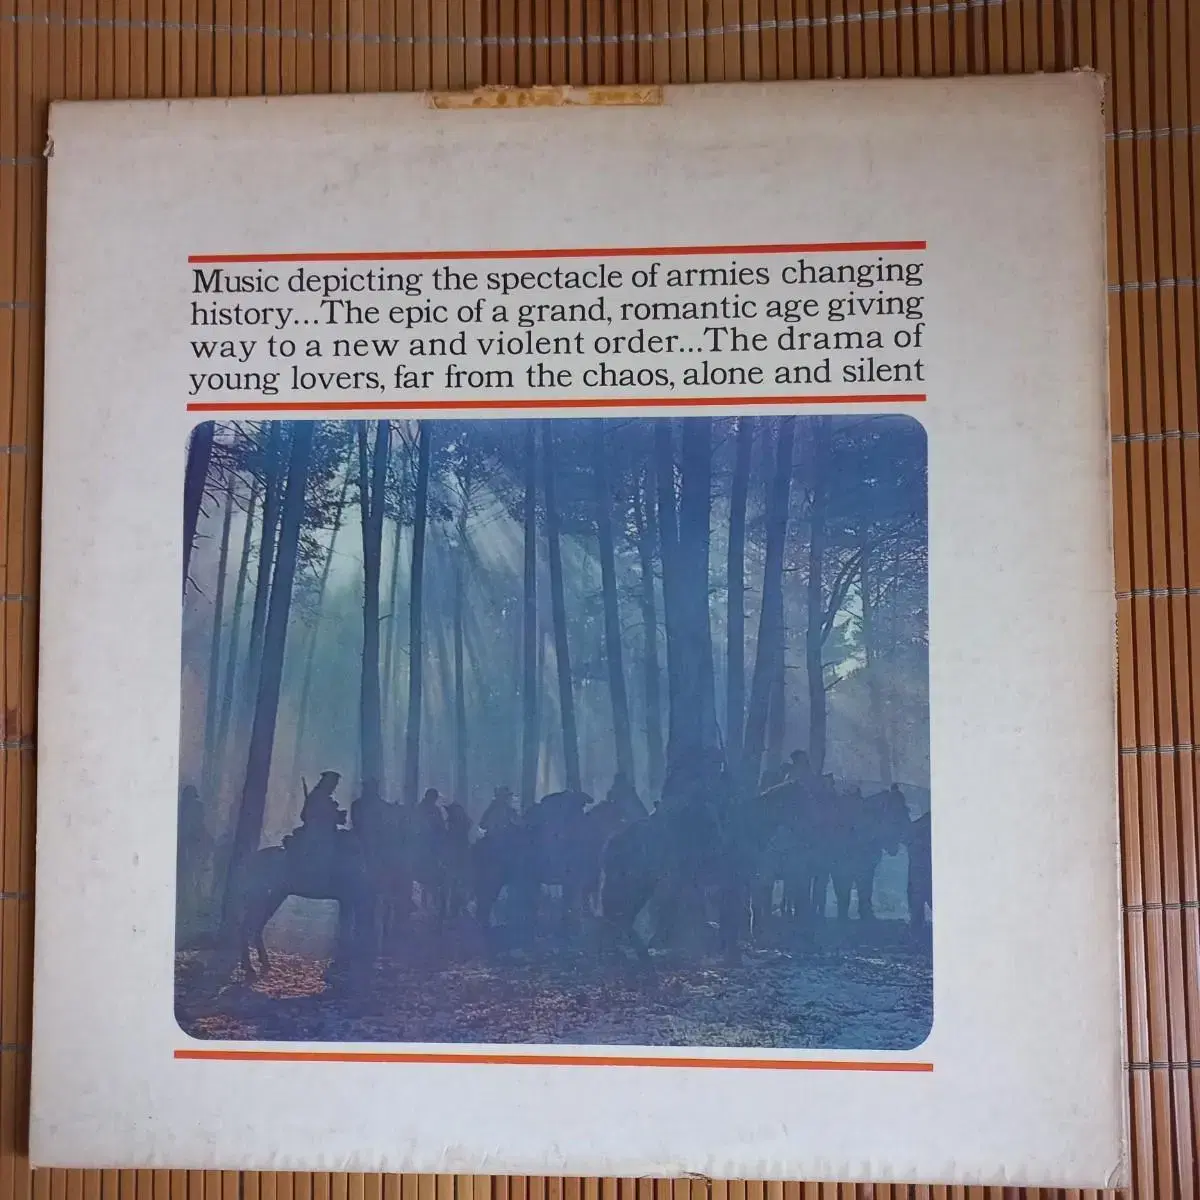 Music depicting the spectacle of armies changing
history...The epic of a grand, romantic age giving
way to a new and violent order...The drama of
young lovers, far from the chaos, alone and silent